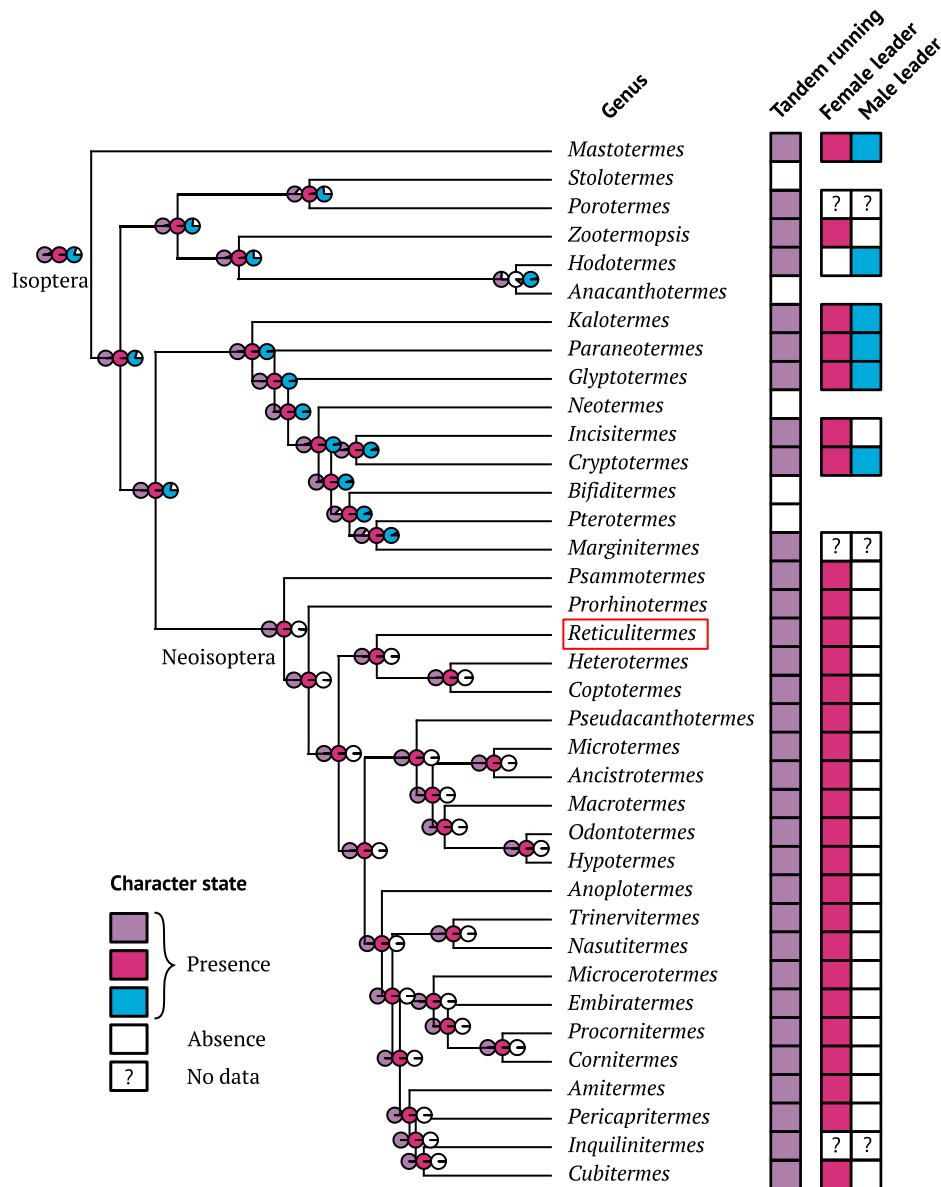 Genus
Tandem running
Female leader
Male leader
Mastotermes
Stolotermes
Porotermes ? ?
Zootermopsis
Hodotermes
Isoptera
Anacanthotermes
Kalotermes
Paraneotermes
Glyptotermes
Neotermes
Incisitermes
Cryptotermes
Bifiditermes
Pterotermes
Marginitermes ? ?
Psammotermes
Prorhinotermes
Reticulitermes
Neoisoptera
Heterotermes
Coptotermes
Pseudacanthotermes
Microtermes
Ancistrotermes
Macrotermes
Odontotermes
Hypotermes
Anoplotermes
Trinervitermes
Nasutitermes
Microcerotermes
Embiratermes
Procornitermes
Cornitermes
Amitermes
Pericapritermes
Inquilinitermes ? ?
Cubitermes
Character state
Presence
Absence
? No data